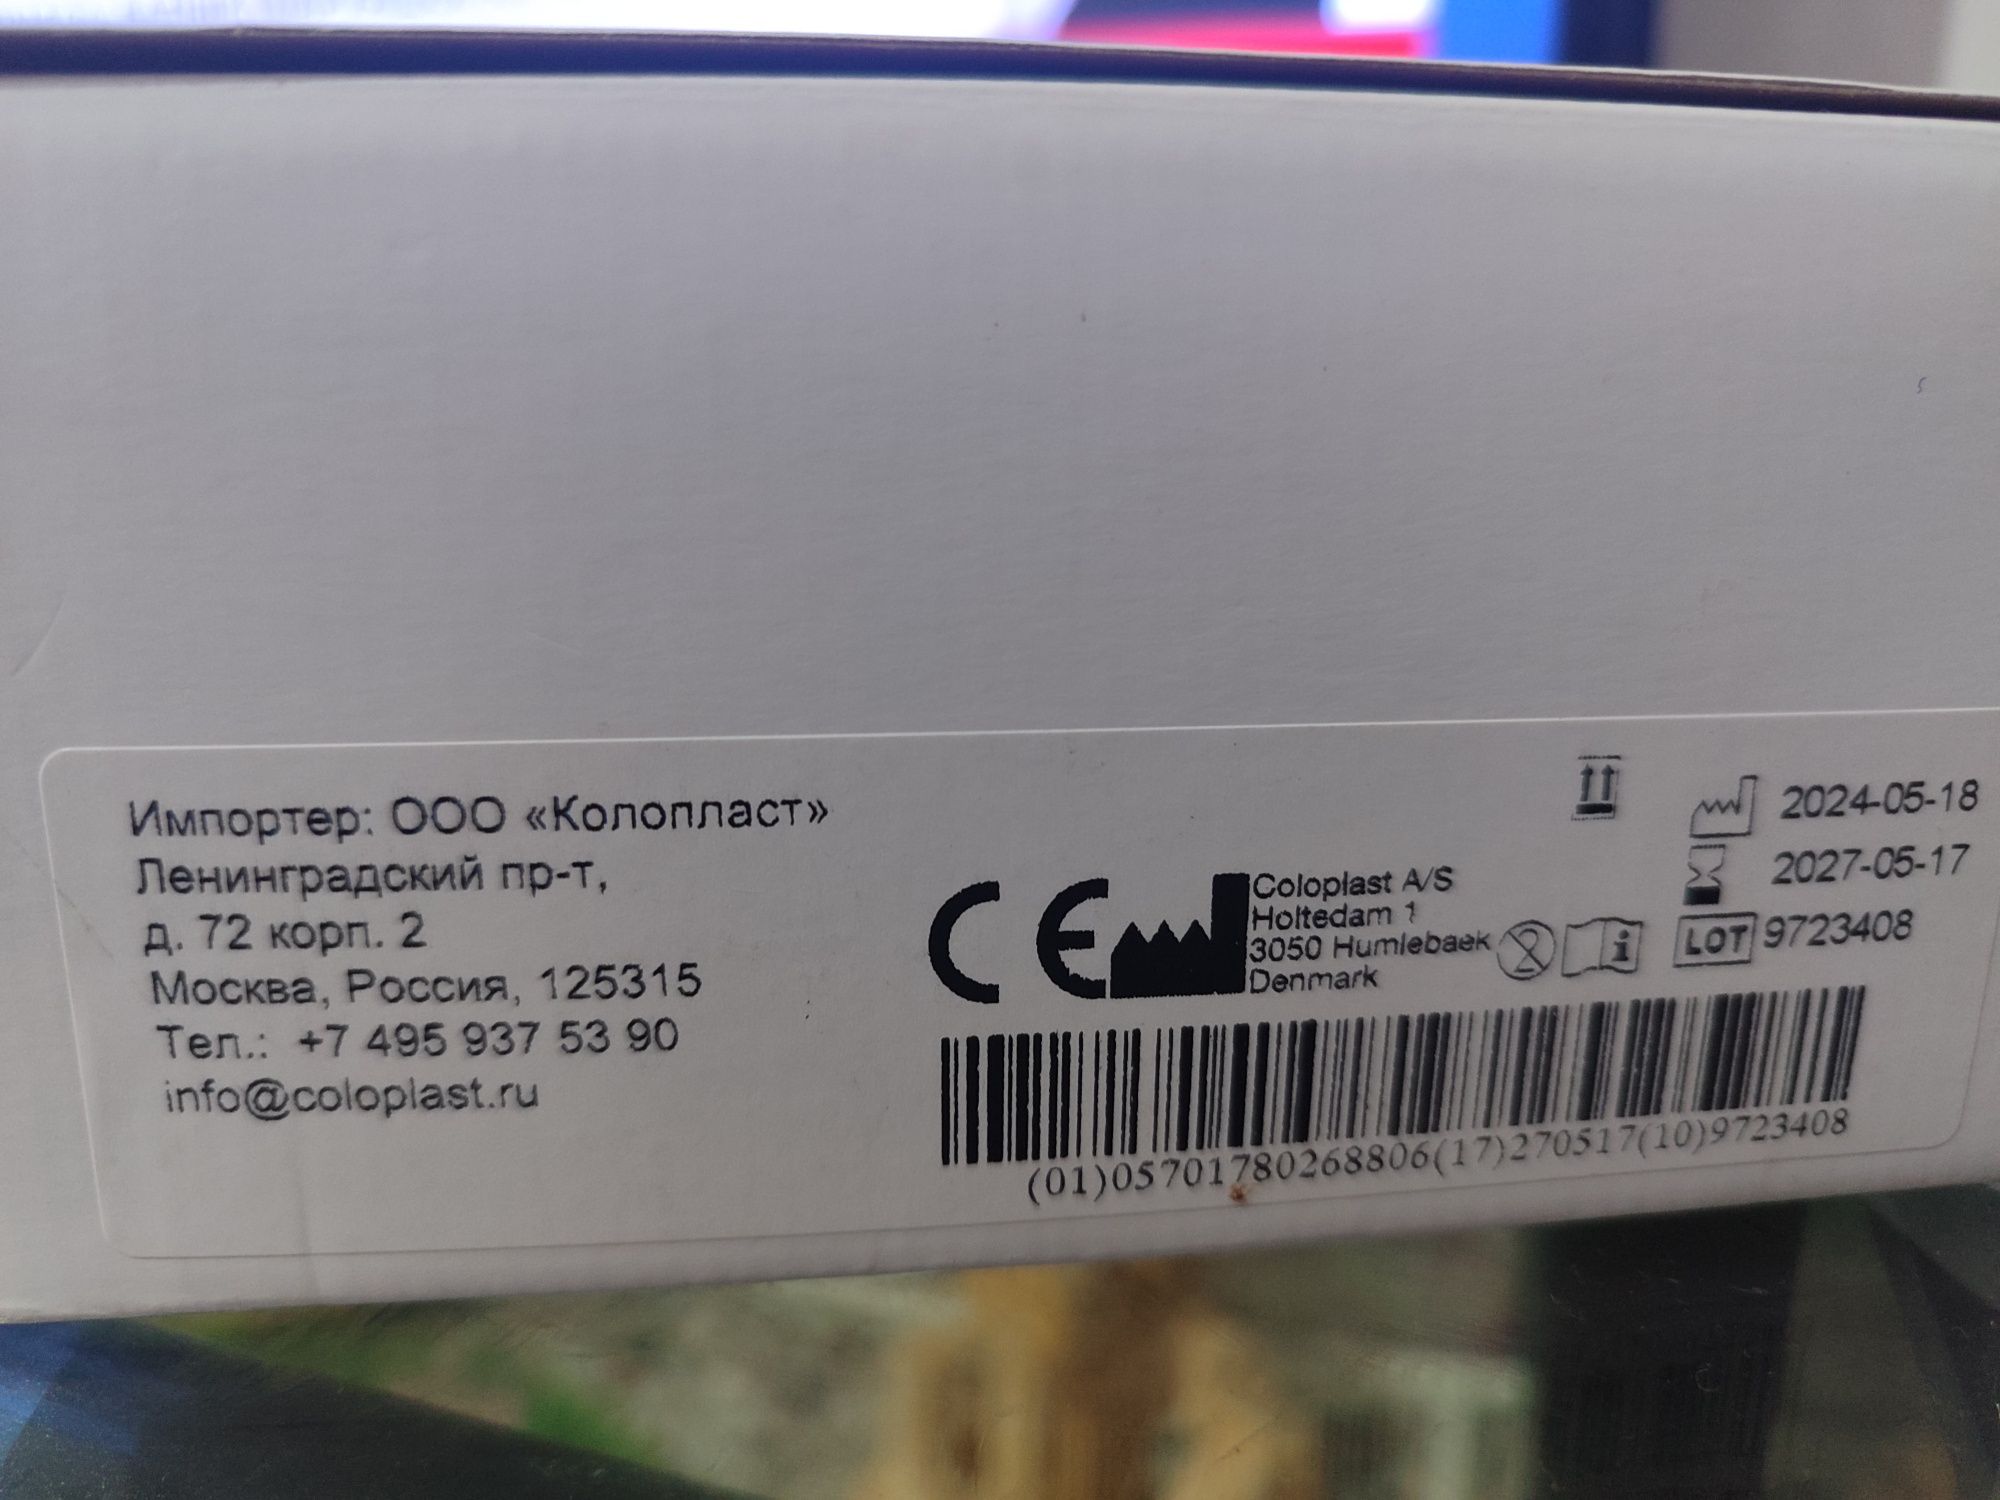 Импортер: ООО «Колопласт»
Ленинградский пр-т,
д. 72 корп. 2
Москва, Россия, 125315
Тел.: +7 495 937 53 90
info@coloplast.ru
CE
Coloplast A/S
Holtedam 1
3050 Humlebaek
Denmark
2
i
2024-05-18
2027-05-17
LOT 9723408
(01)05701780268806(17)270517(10)9723408